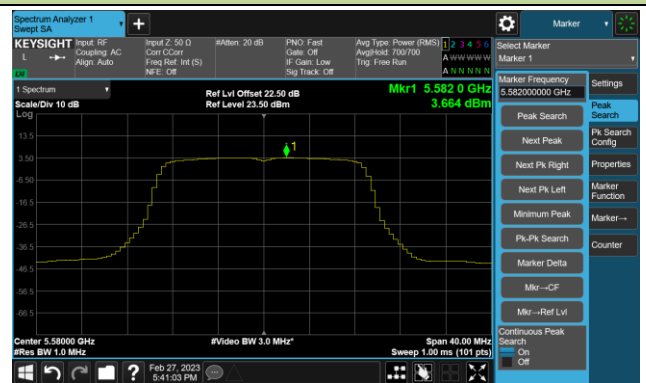 Spectrum Analyzer 1
Swept SA
Marker
KEYSIGHT
L
Input: RF
Coupling: AC
Align: Auto
Input Z: 50 Ω
Corr CCorr
Freq Ref: Int (S)
NFE: Off
#Atten: 20 dB
PNO: Fast
Gate: Off
IF Gain: Low
Sig Track: Off
Avg Type: Power (RMS)
Avg|Hold: 700/700
Trig: Free Run
1 2 3 4 5 6
A W W W W W
A N N N N N
Select Marker
Marker 1
1 Spectrum
Scale/Div 10 dB
Log
Ref Lvl Offset 22.50 dB
Ref Level 23.50 dBm
Mkr1 5.582 0 GHz
3.664 dBm
13.5
3.50
-6.50
-16.5
-26.5
-36.5
-46.5
-56.5
-66.5
1
Center 5.58000 GHz
#Res BW 1.0 MHz
#Video BW 3.0 MHz*
Span 40.00 MHz
Sweep 1.00 ms (101 pts)
Marker Frequency
5.582000000 GHz
Peak Search
Next Peak
Next Pk Right
Next Pk Left
Minimum Peak
Pk-Pk Search
Marker Delta
Mkr→CF
Mkr→Ref Lvl
Continuous Peak
Search
On
Off
Settings
Peak
Search
Pk Search
Config
Properties
Marker
Function
Marker→
Counter
?
Feb 27, 2023
5:41:03 PM